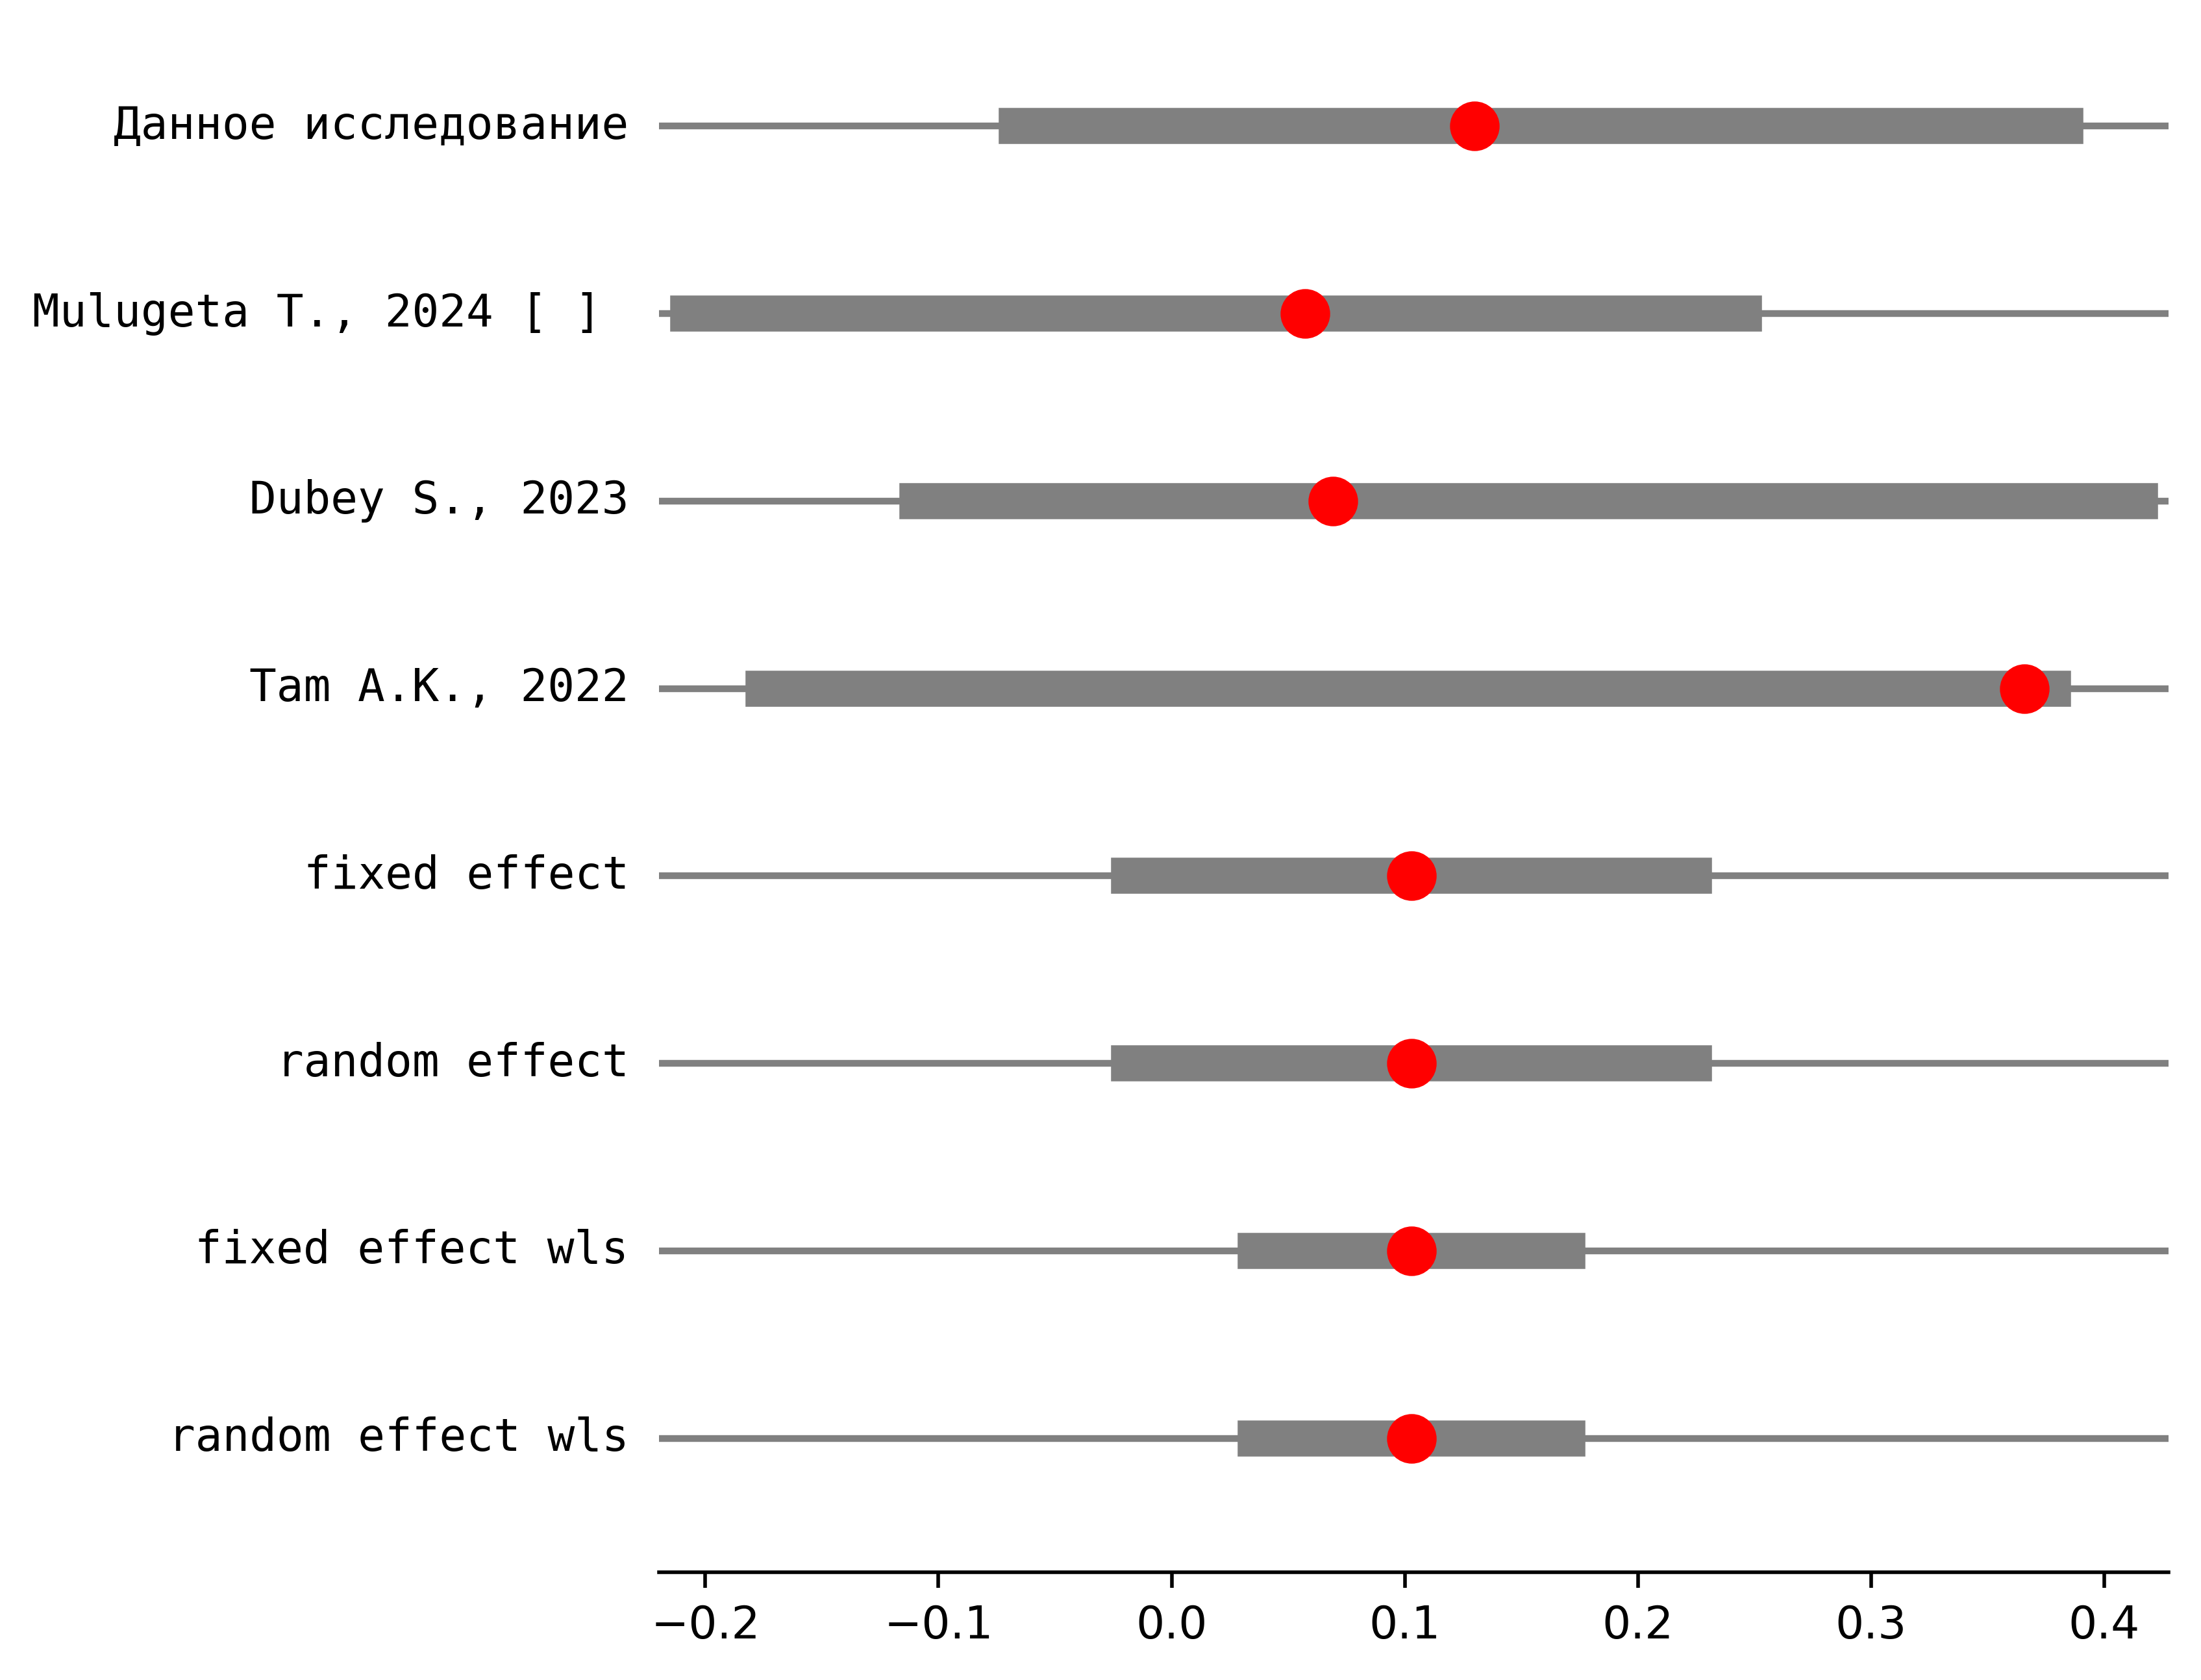 Данное исследование
Mulugeta T., 2024 [ ]
Dubey S., 2023
Tam A.K., 2022
fixed effect
random effect
fixed effect wls
random effect wls
−0.2 −0.1 0.0 0.1 0.2 0.3 0.4